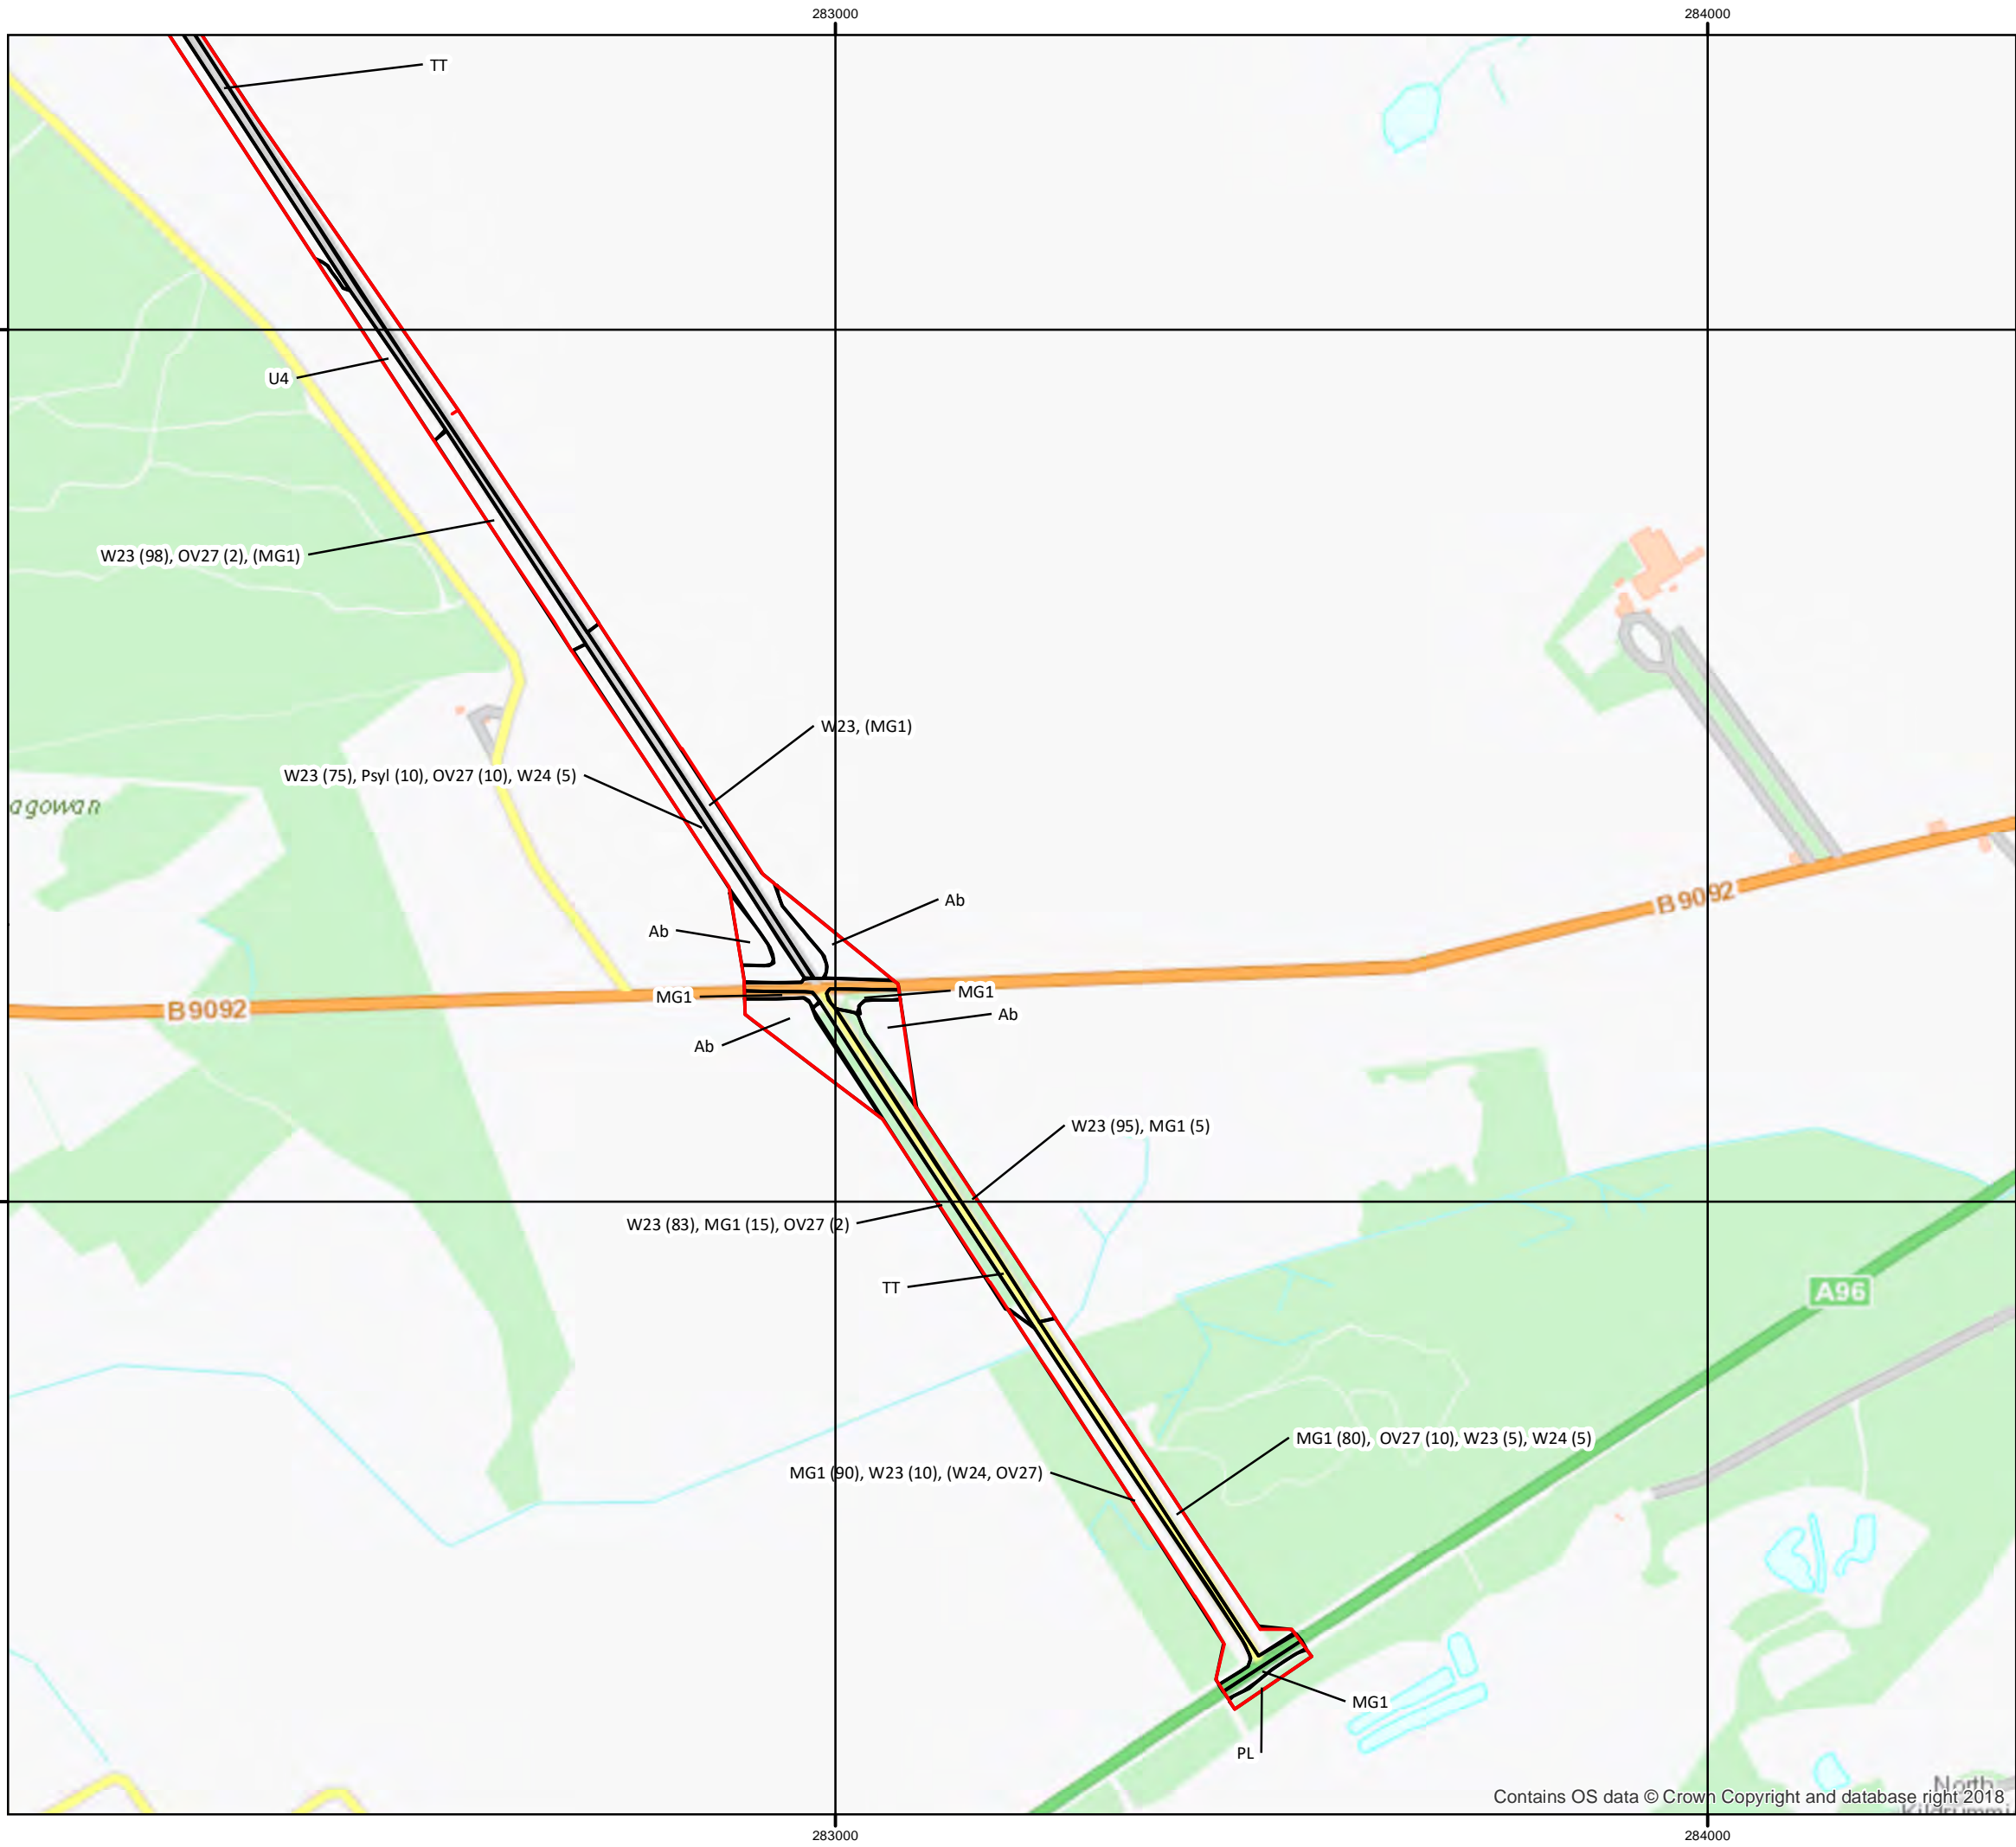 283000
284000
TT
U4
W23 (98), OV27 (2), (MG1)
W23, (MG1)
W23 (75), Psyl (10), OV27 (10), W24 (5)
agowan
B 9092
Ab
Ab
MG1
MG1
B 9092
Ab
Ab
W23 (95), MG1 (5)
W23 (83), MG1 (15), OV27 (2)
TT
A96
MG1 (80), OV27 (10), W23 (5), W24 (5)
MG1 (90), W23 (10), (W24, OV27)
MG1
PL
North
Contains OS data © Crown Copyright and database right 2018
283000
284000